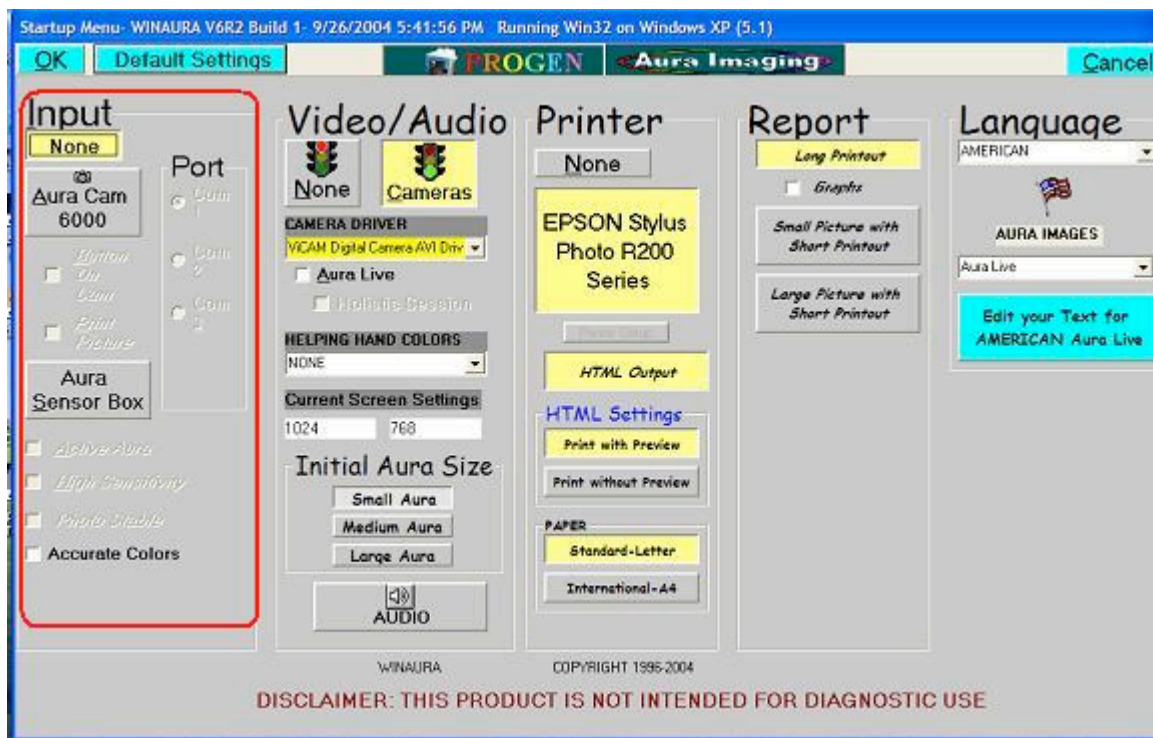 Startup Menu- WINAURA V6R2 Build 1- 9/26/2004 5:41:56 PM Running Win32 on Windows XP (5.1)
OK
Default Settings
PROGEN
Aura Imaging
Cancel
Input
None
Aura Cam
6000
Button
On
Print
Picture
Aura
Sensor Box
Active Aura
High Sensitivity
Photo Stable
Accurate Colors
Port
Com
1
Com
2
Com
Video/Audio
None
Cameras
CAMERA DRIVER
ViCAM Digital Camera AVI Driv
Aura Live
Holistic Session
HELPING HAND COLORS
NONE
Current Screen Settings
1024 768
Initial Aura Size
Small Aura
Medium Aura
Large Aura
AUDIO
WINAURA
Printer
None
EPSON Stylus
Photo R200
Series
HTML Output
HTML Settings
Print with Preview
Print without Preview
PAPER
Standard-Letter
International-A4
COPYRIGHT 1996-2004
Report
Long Printout
Graphs
Small Picture with
Short Printout
Large Picture with
Short Printout
Language
AMERICAN
AURA IMAGES
Aura Live
Edit your Text for
AMERICAN Aura Live
DISCLAIMER: THIS PRODUCT IS NOT INTENDED FOR DIAGNOSTIC USE